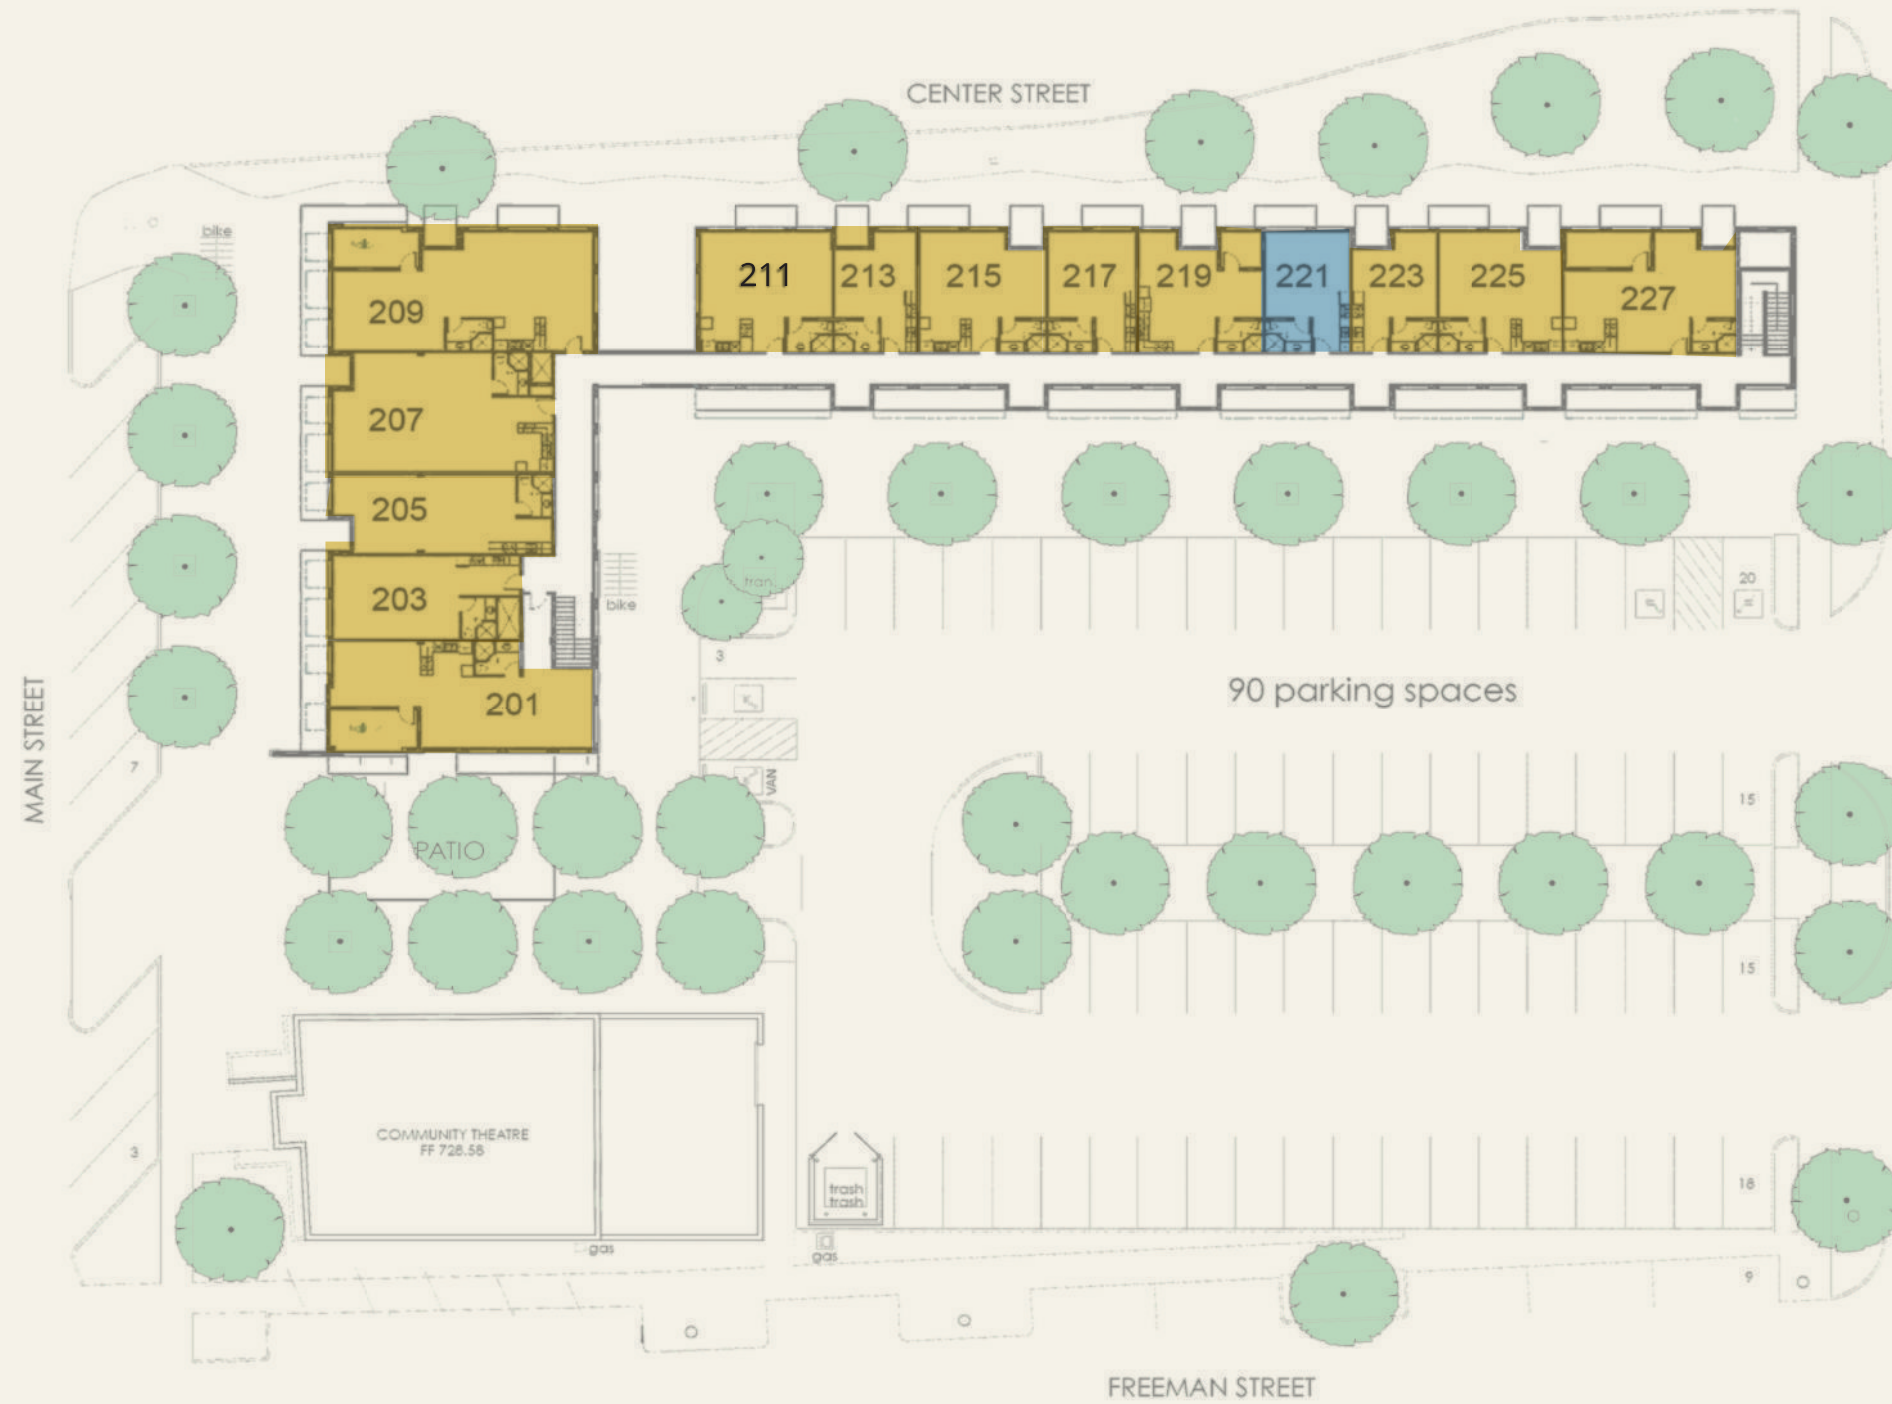 CENTER STREET
bike
211
213
215
217
219
221
223
225
227
209
207
205
203
201
bike
tran.
20
3
90 parking spaces
MAIN STREET
7
VAN
15
PATIO
15
COMMUNITY THEATRE
FF 728.58
3
trash
trash
18
gas
gas
9
FREEMAN STREET